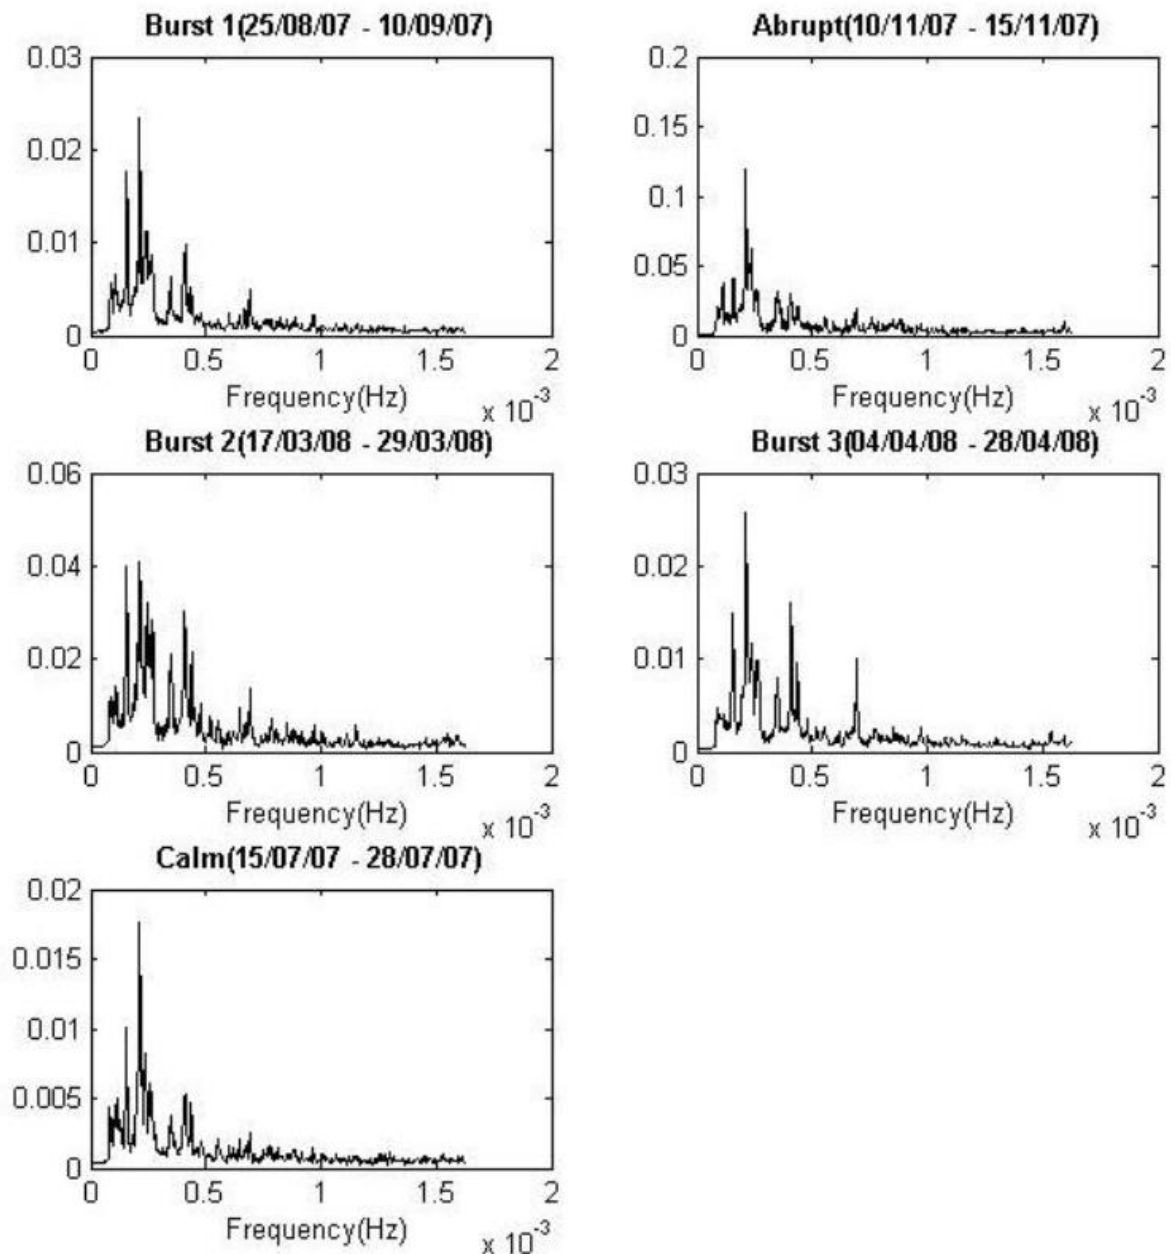 Burst 1(25/08/07 - 10/09/07)
0.03
0.02
0.01
0
0 0.5 1 1.5 2
Frequency(Hz)
x 10-3
Abrupt(10/11/07 - 15/11/07)
0.2
0.15
0.1
0.05
0
0 0.5 1 1.5 2
Frequency(Hz)
x 10-3
Burst 2(17/03/08 - 29/03/08)
0.06
0.04
0.02
0
0 0.5 1 1.5 2
Frequency(Hz)
x 10-3
Burst 3(04/04/08 - 28/04/08)
0.03
0.02
0.01
0
0 0.5 1 1.5 2
Frequency(Hz)
x 10-3
Calm(15/07/07 - 28/07/07)
0.02
0.015
0.01
0.005
0
0 0.5 1 1.5 2
Frequency(Hz)
x 10-3